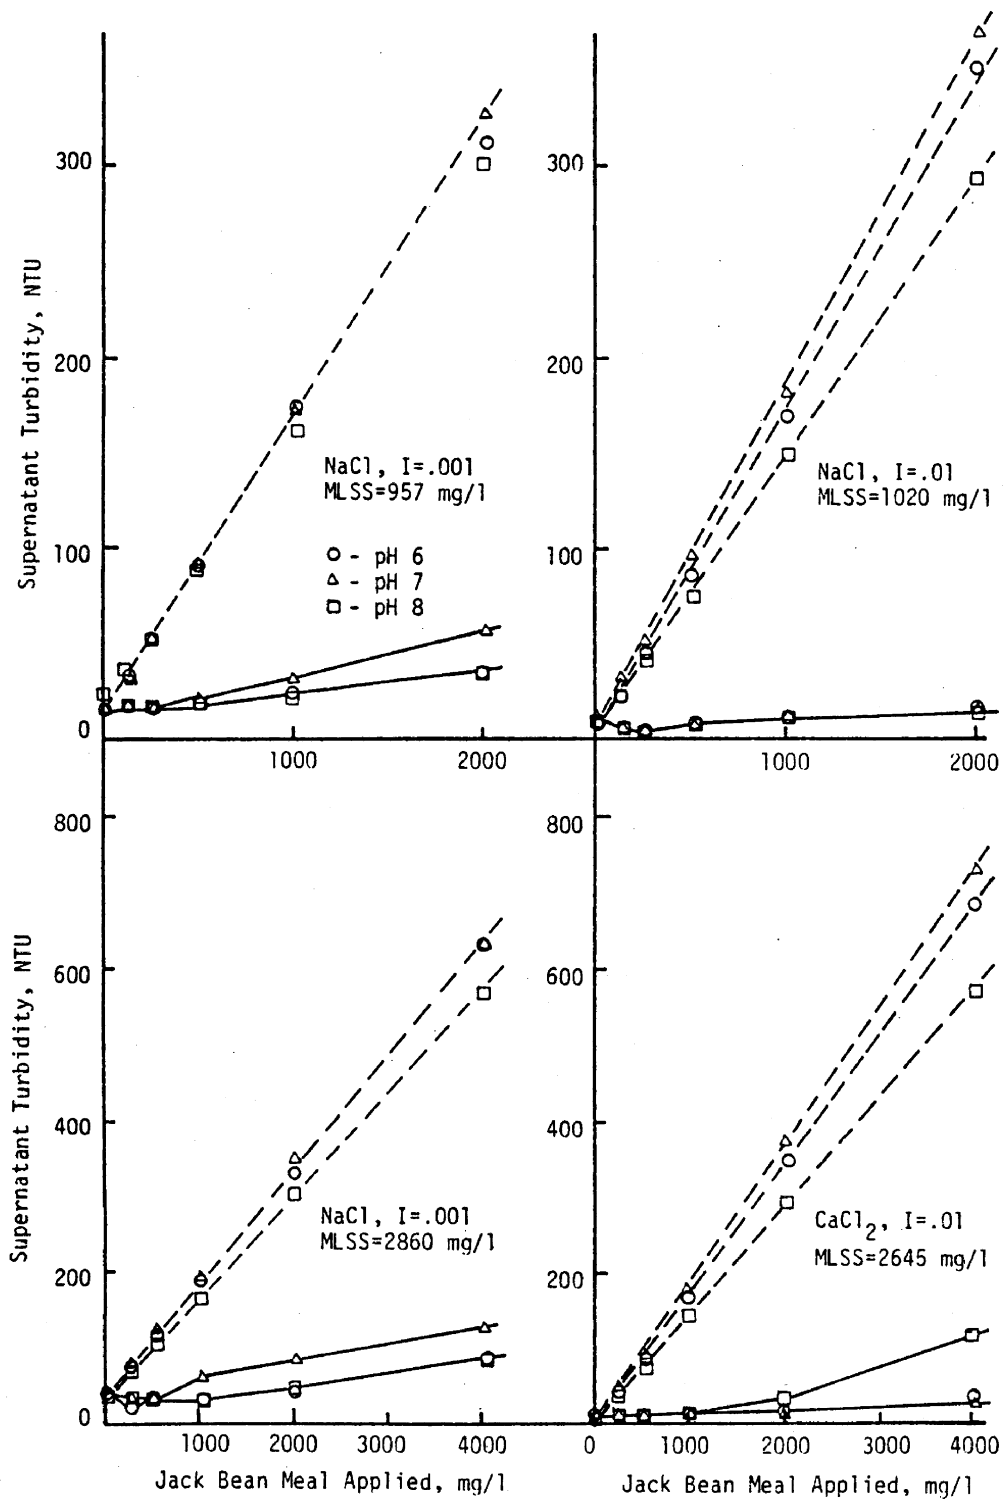 Supernatant Turbidity, NTU
300
200
100
0
1000
2000
NaCl, I=.001
MLSS=957 mg/l
O - pH 6
△ - pH 7
□ - pH 8
300
200
100
1000
2000
NaCl, I=.01
MLSS=1020 mg/l
Supernatant Turbidity, NTU
800
600
400
200
0
1000
2000
3000
4000
NaCl, I=.001
MLSS=2860 mg/l
Jack Bean Meal Applied, mg/l
800
600
400
200
0
1000
2000
3000
4000
CaCl₂, I=.01
MLSS=2645 mg/l
Jack Bean Meal Applied, mg/l